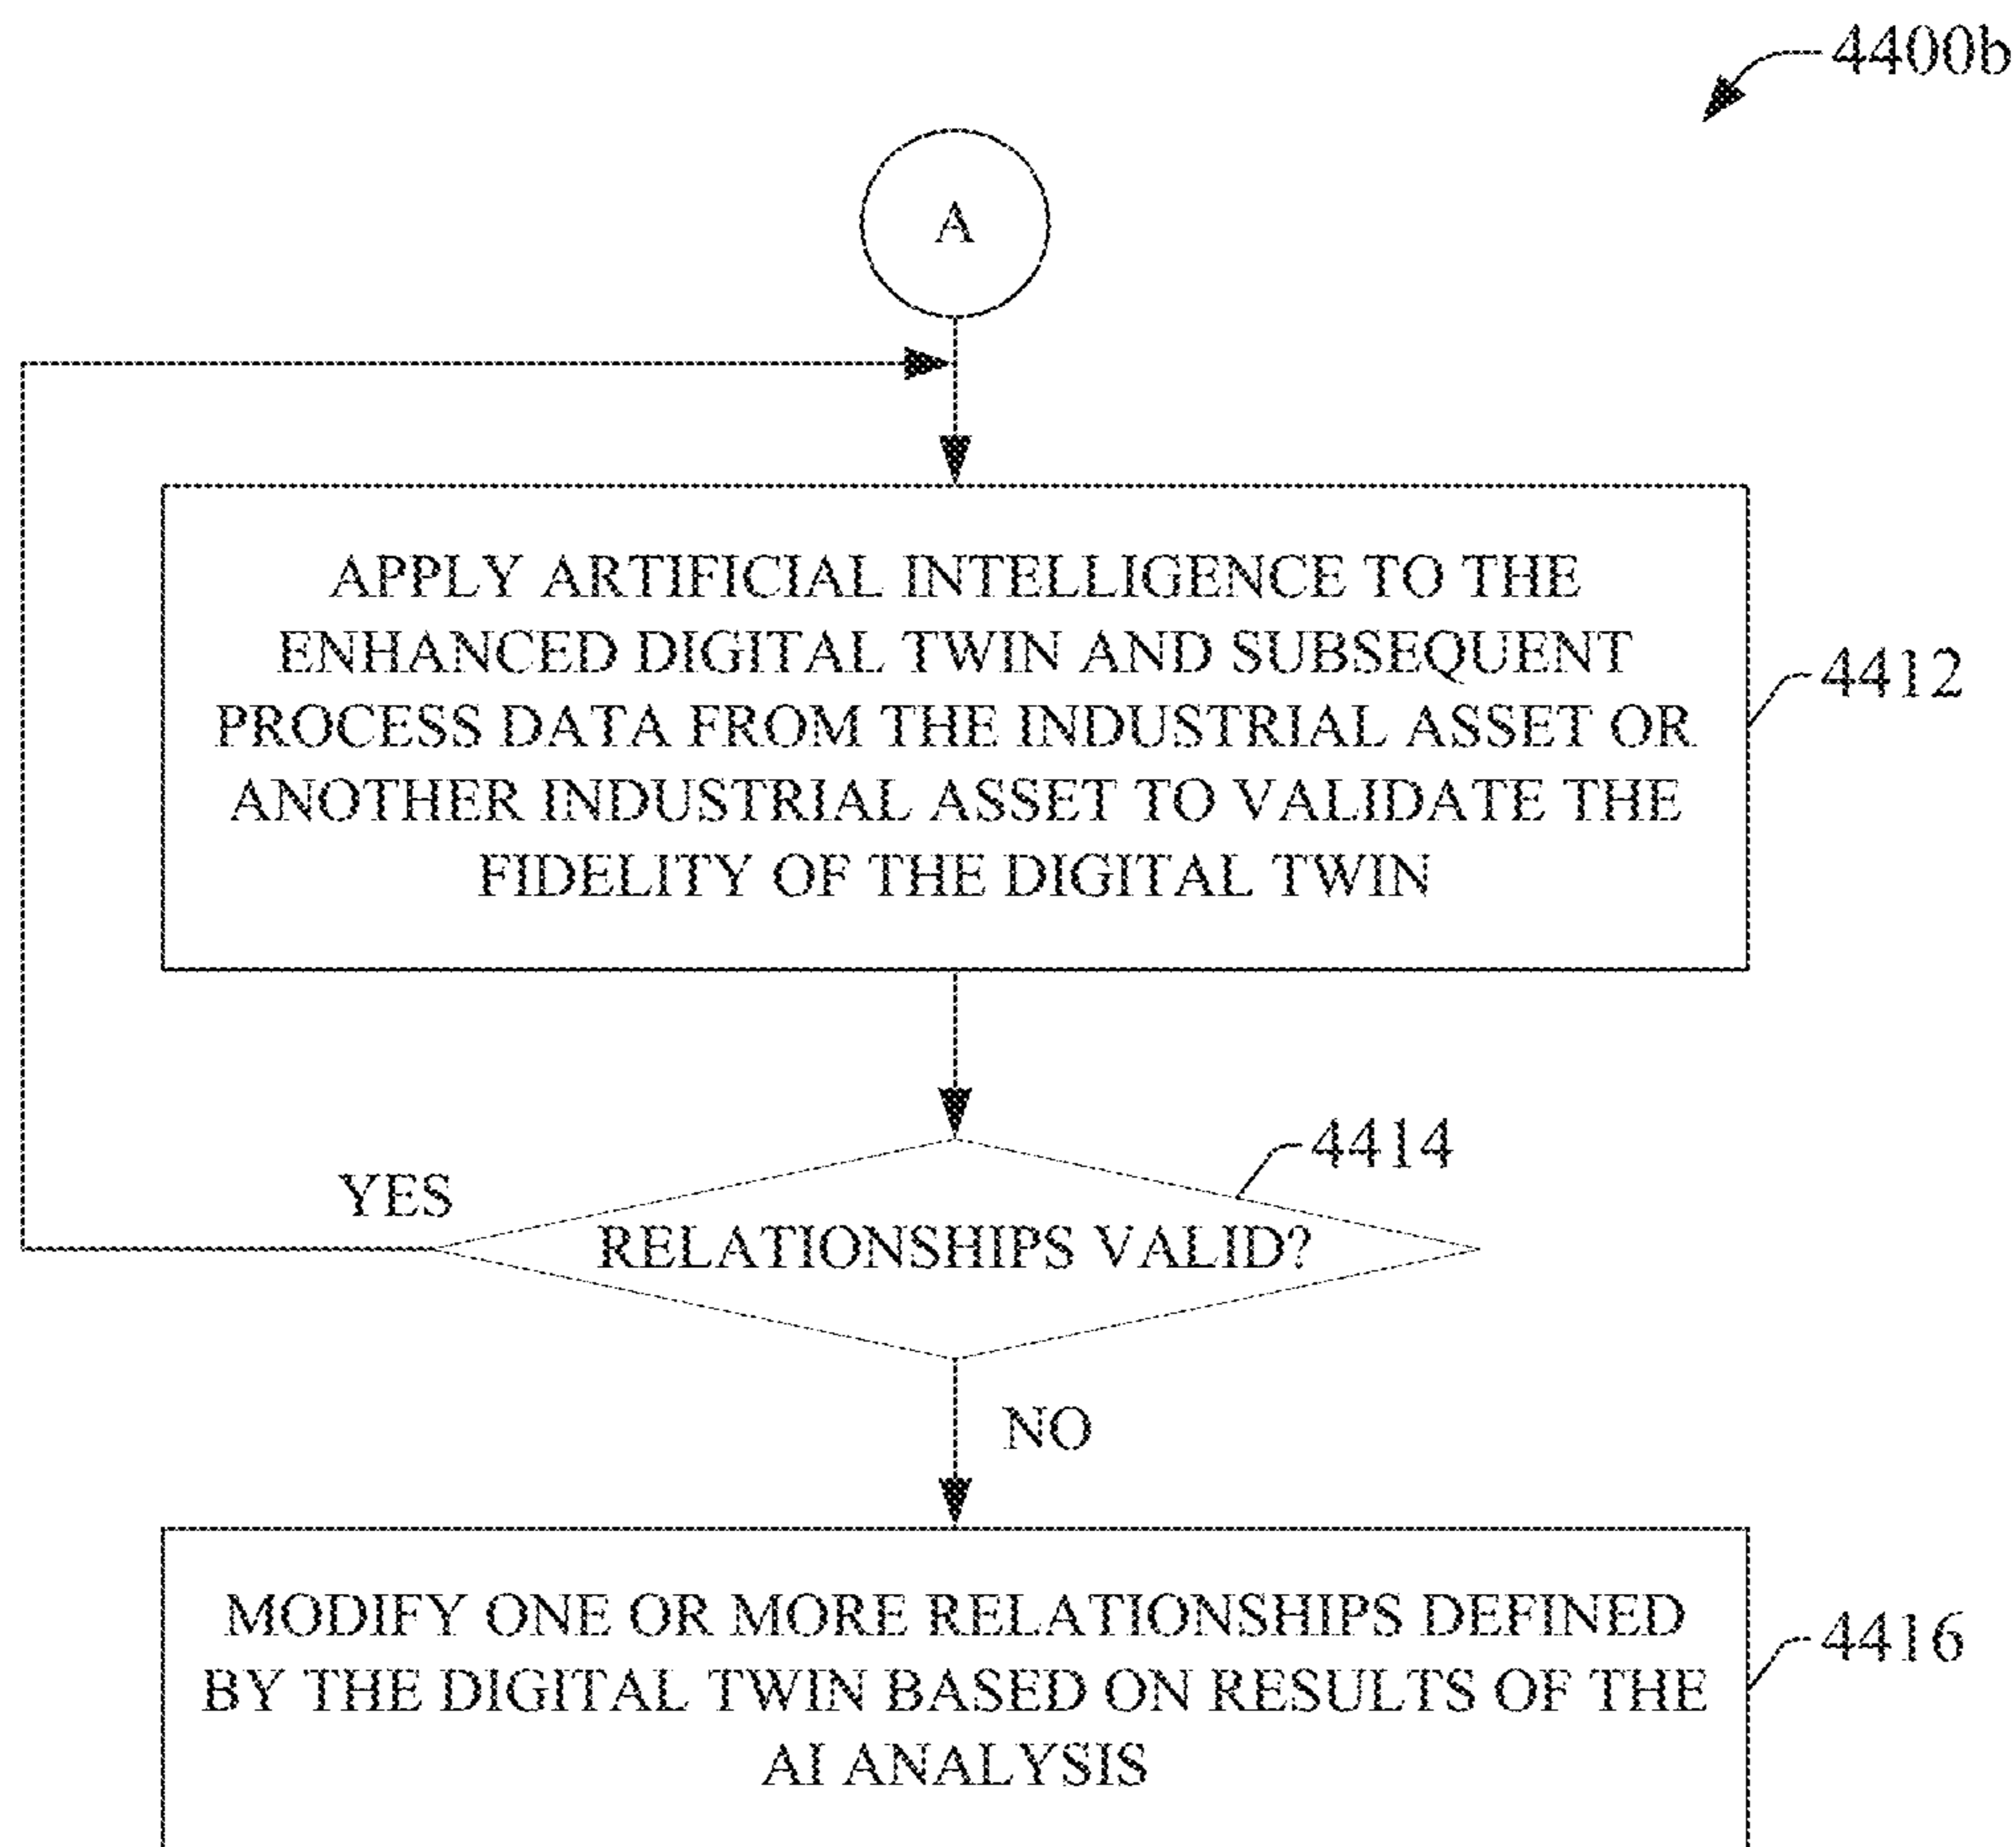 4400b
A
APPLY ARTIFICIAL INTELLIGENCE TO THE
ENHANCED DIGITAL TWIN AND SUBSEQUENT
PROCESS DATA FROM THE INDUSTRIAL ASSET OR
ANOTHER INDUSTRIAL ASSET TO VALIDATE THE
FIDELITY OF THE DIGITAL TWIN
4412
4414
YES
RELATIONSHIPS VALID?
NO
MODIFY ONE OR MORE RELATIONSHIPS DEFINED
BY THE DIGITAL TWIN BASED ON RESULTS OF THE
AI ANALYSIS
4416